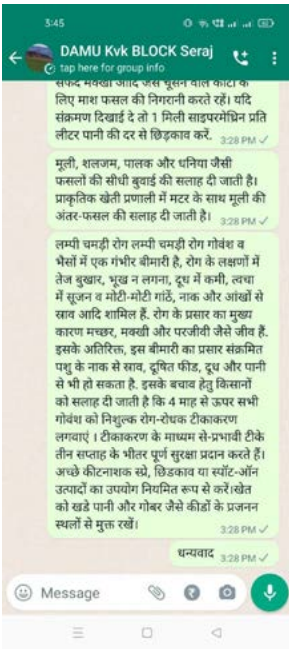 3:45
DAMU Kvk BLOCK Seraj
tap here for group info
सफेद मक्खी आदि जैसे चूसने वाले कीटों के
लिए माश फसल की निगरानी करते रहें। यदि
संक्रमण दिखाई दे तो 1 मिली साइपरमेथ्रिन प्रति
लीटर पानी की दर से छिड़काव करें.
3:28 PM
मूली, शलजम, पालक और धनिया जैसी
फसलों की सीधी बुवाई की सलाह दी जाती है।
प्राकृतिक खेती प्रणाली में मटर के साथ मूली की
अंतर-फसल की सलाह दी जाती है।
3:28 PM
लम्पी चमड़ी रोग लम्पी चमड़ी रोग गोवंश व
भैसों में एक गंभीर बीमारी है, रोग के लक्षणों में
तेज बुखार, भूख न लगना, दूध में कमी, त्वचा
में सूजन व मोटी-मोटी गांठें, नाक और आंखों से
स्राव आदि शामिल हैं. रोग के प्रसार का मुख्य
कारण मच्छर, मक्खी और परजीवी जैसे जीव हैं.
इसके अतिरिक्त, इस बीमारी का प्रसार संक्रमित
पशु के नाक से स्राव, दूषित फीड, दूध और पानी
से भी हो सकता है. इसके बचाव हेतु किसानों
को सलाह दी जाती है कि 4 माह से ऊपर सभी
गोवंश को निशुल्क रोग-रोधक टीकाकरण
लगवाएं । टीकाकरण के माध्यम से-प्रभावी टीके
तीन सप्ताह के भीतर पूर्ण सुरक्षा प्रदान करते हैं।
अच्छे कीटनाशक स्प्रे, छिडकाव या स्पॉट-ऑन
उत्पादों का उपयोग नियमित रूप से करें।खेत
को खडे पानी और गोबर जैसे कीड़ों के प्रजनन
स्थलों से मुक्त रखें।
3:28 PM
धन्यवाद
3:28 PM
Message